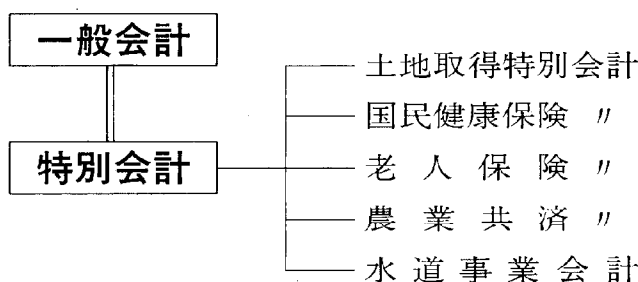 一般会計
特別会計
土地取得特別会計
国民健康保険 〃
老人保険 〃
農業共済 〃
水道事業会計